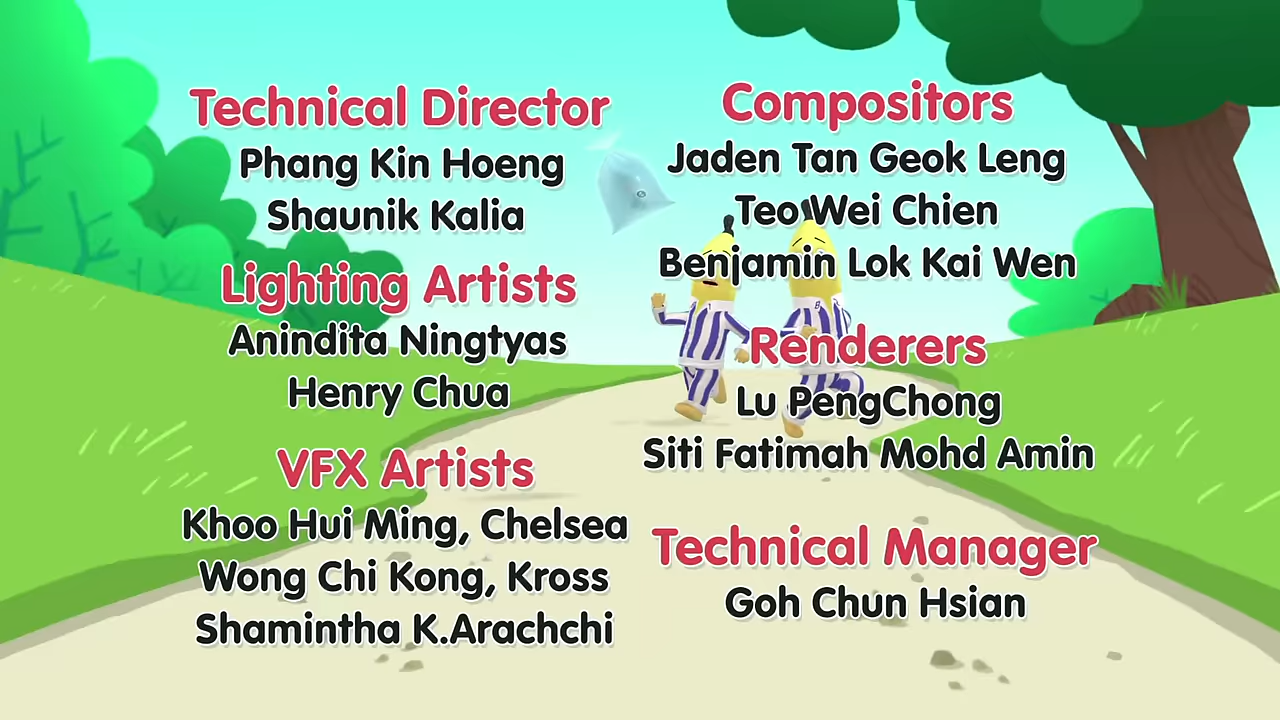 Technical Director
Phang Kin Hoeng
Shaunik Kalia
Lighting Artists
Anindita Ningtyas
Henry Chua
VFX Artists
Khoo Hui Ming, Chelsea
Wong Chi Kong, Kross
Shamintha K.Arachchi
Compositors
Jaden Tan Geok Leng
Teo Wei Chien
Benjamin Lok Kai Wen
Renderers
Lu PengChong
Siti Fatimah Mohd Amin
Technical Manager
Goh Chun Hsian